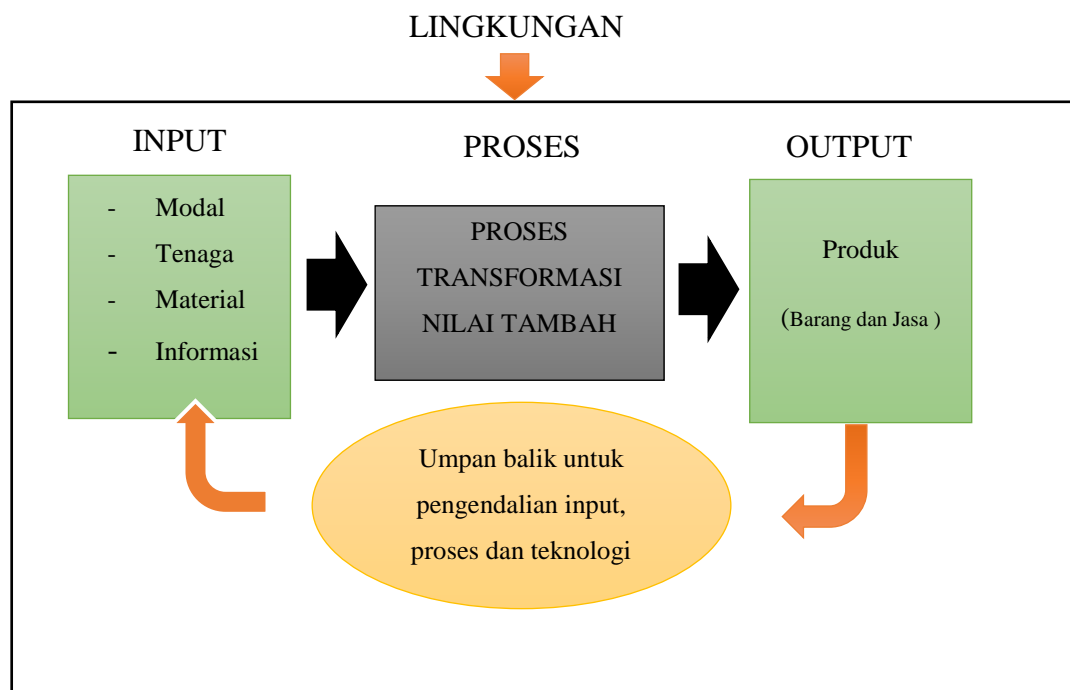 LINGKUNGAN
INPUT
PROSES
OUTPUT
- Modal
- Tenaga
- Material
- Informasi
PROSES
TRANSFORMASI
NILAI TAMBAH
Produk
(Barang dan Jasa )
Umpan balik untuk
pengendalian input,
proses dan teknologi